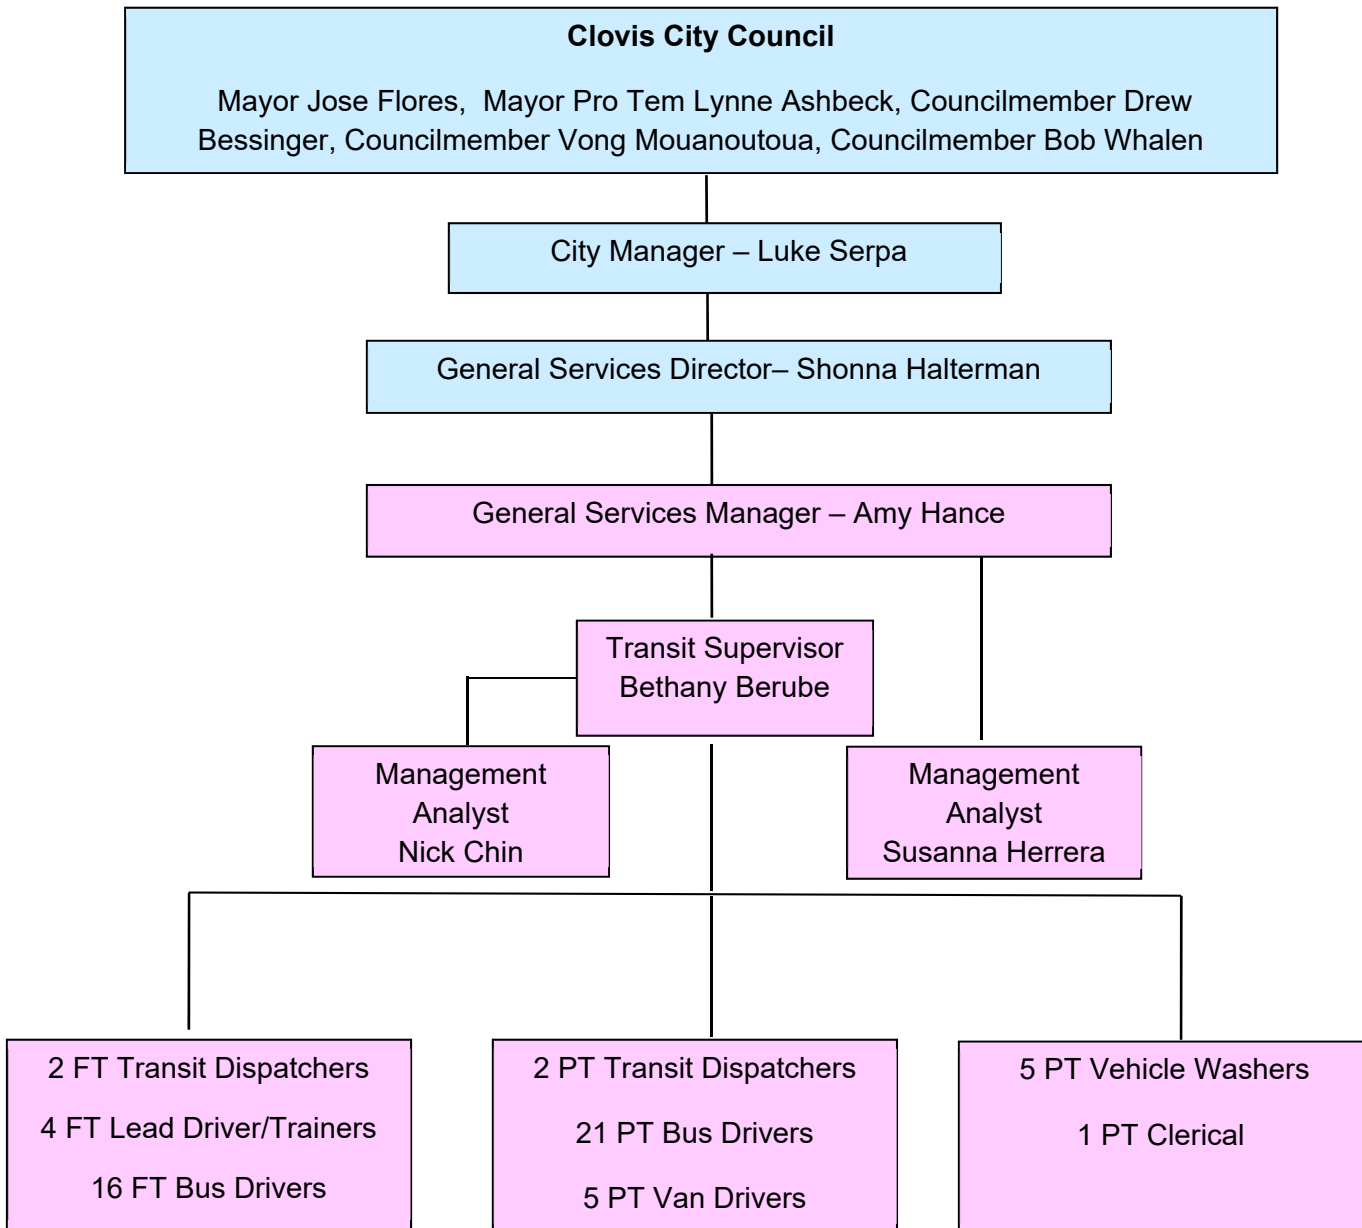 Clovis City Council
Mayor Jose Flores, Mayor Pro Tem Lynne Ashbeck, Councilmember Drew
Bessinger, Councilmember Vong Mouanoutoua, Councilmember Bob Whalen
City Manager – Luke Serpa
General Services Director– Shonna Halterman
General Services Manager – Amy Hance
Transit Supervisor
Bethany Berube
Management
Analyst
Nick Chin
Management
Analyst
Susanna Herrera
2 FT Transit Dispatchers
4 FT Lead Driver/Trainers
16 FT Bus Drivers
2 PT Transit Dispatchers
21 PT Bus Drivers
5 PT Van Drivers
5 PT Vehicle Washers
1 PT Clerical